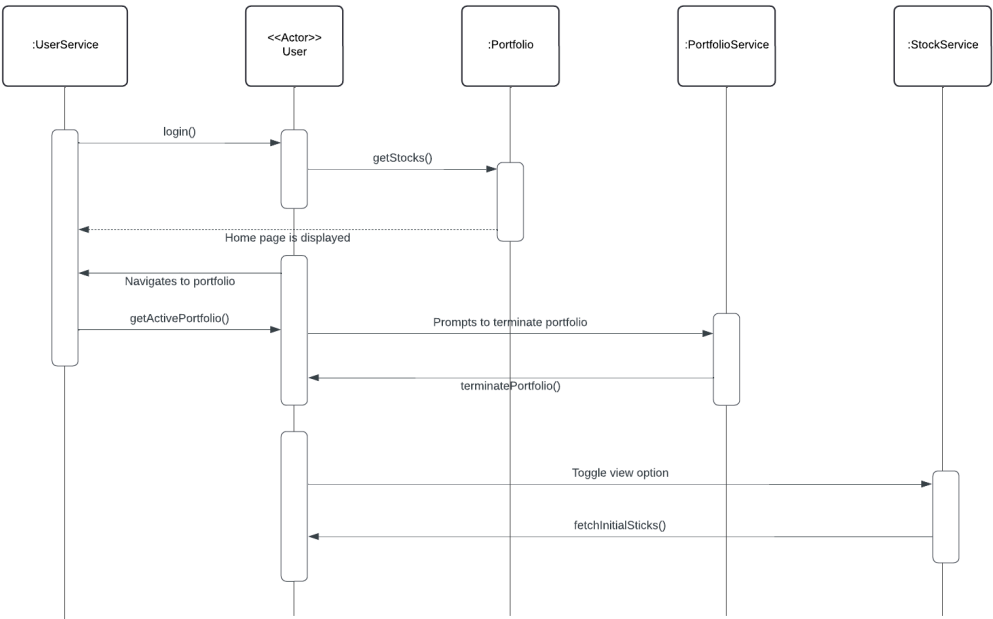 :UserService
<<Actor>>
User
:Portfolio
:PortfolioService
:StockService
login()
getStocks()
Home page is displayed
Navigates to portfolio
getActivePortfolio()
Prompts to terminate portfolio
terminatePortfolio()
Toggle view option
fetchInitialSticks()